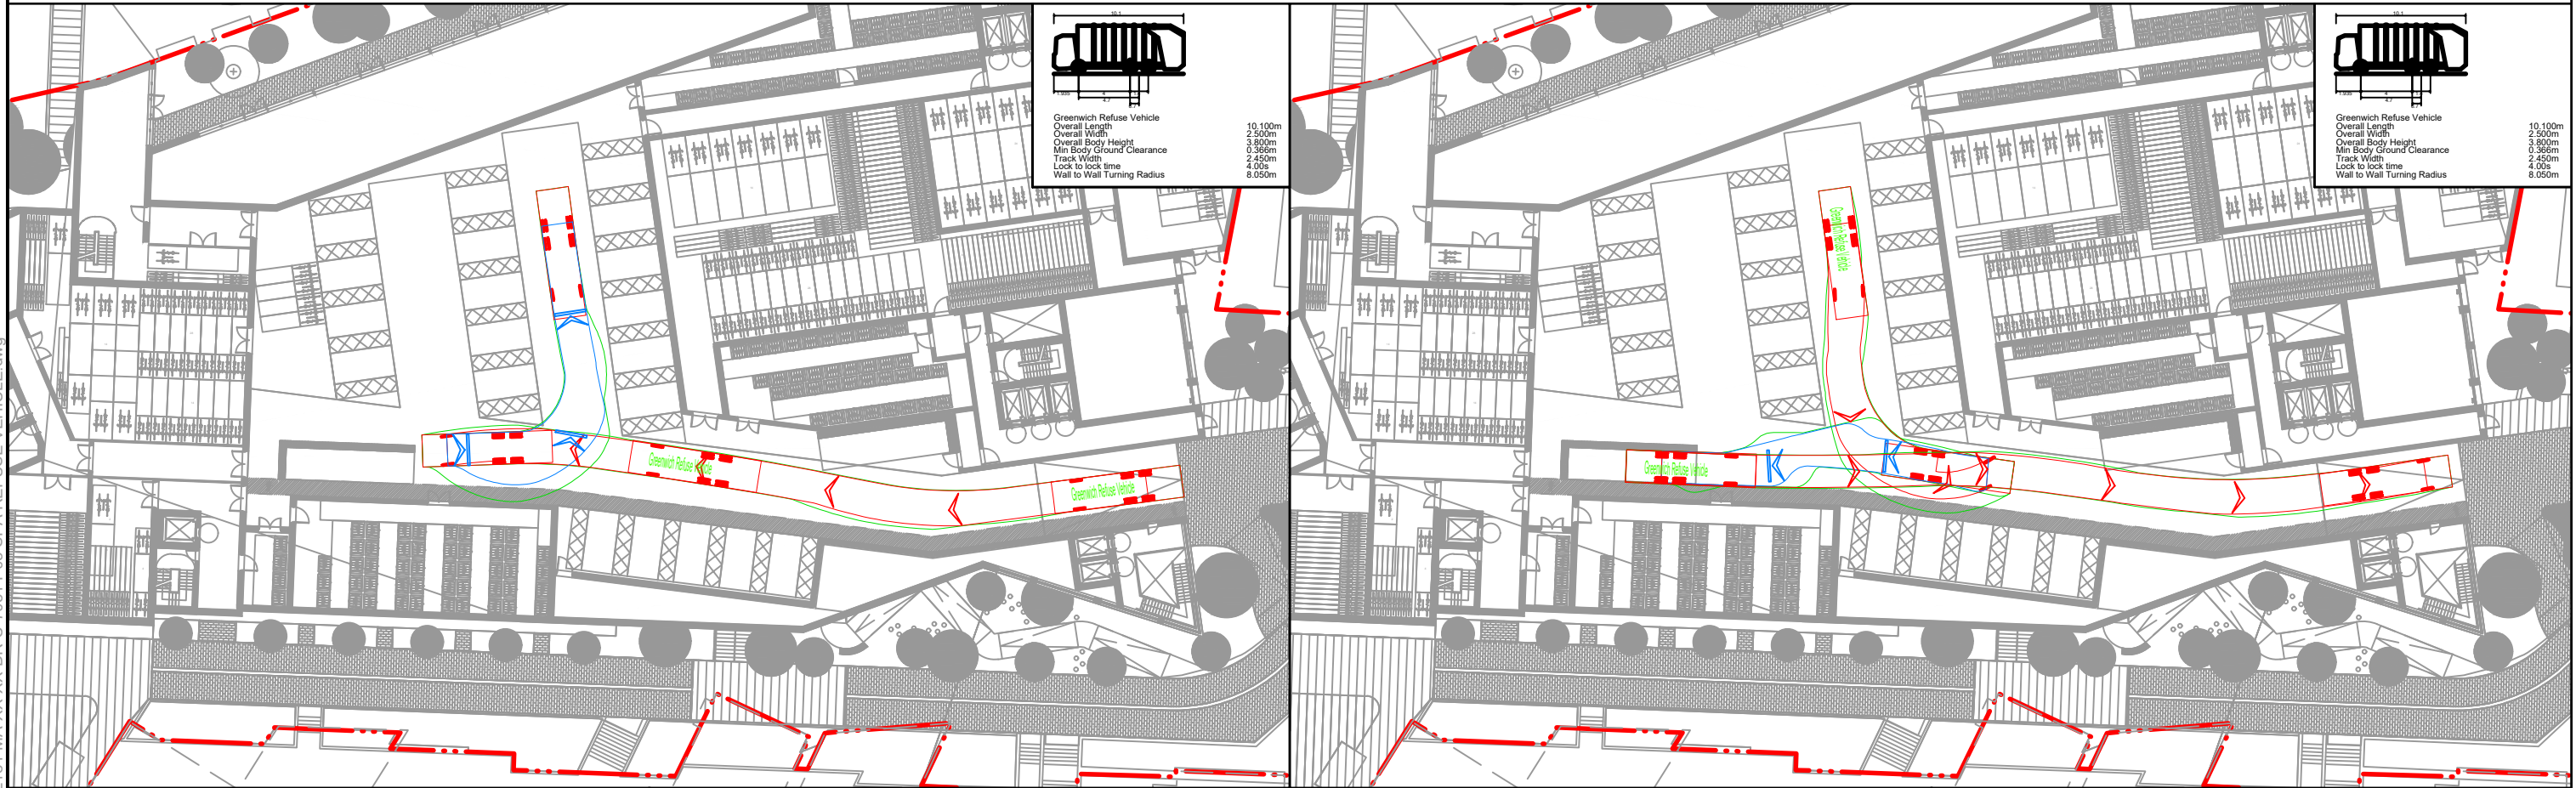 10.1
Greenwich Refuse Vehicle
Overall Length 10.100m
Overall Width 2.500m
Overall Body Height 3.800m
Min Body Ground Clearance 0.366m
Track Width 2.450m
Lock to lock time 4.00s
Wall to Wall Turning Radius 8.050m
Greenwich Refuse Vehicle
Greenwich Refuse Vehicle
10.1
Greenwich Refuse Vehicle
Overall Length 10.100m
Overall Width 2.500m
Overall Body Height 3.800m
Min Body Ground Clearance 0.366m
Track Width 2.450m
Lock to lock time 4.00s
Wall to Wall Turning Radius 8.050m
Greenwich Refuse Vehicle
Greenwich Refuse Vehicle